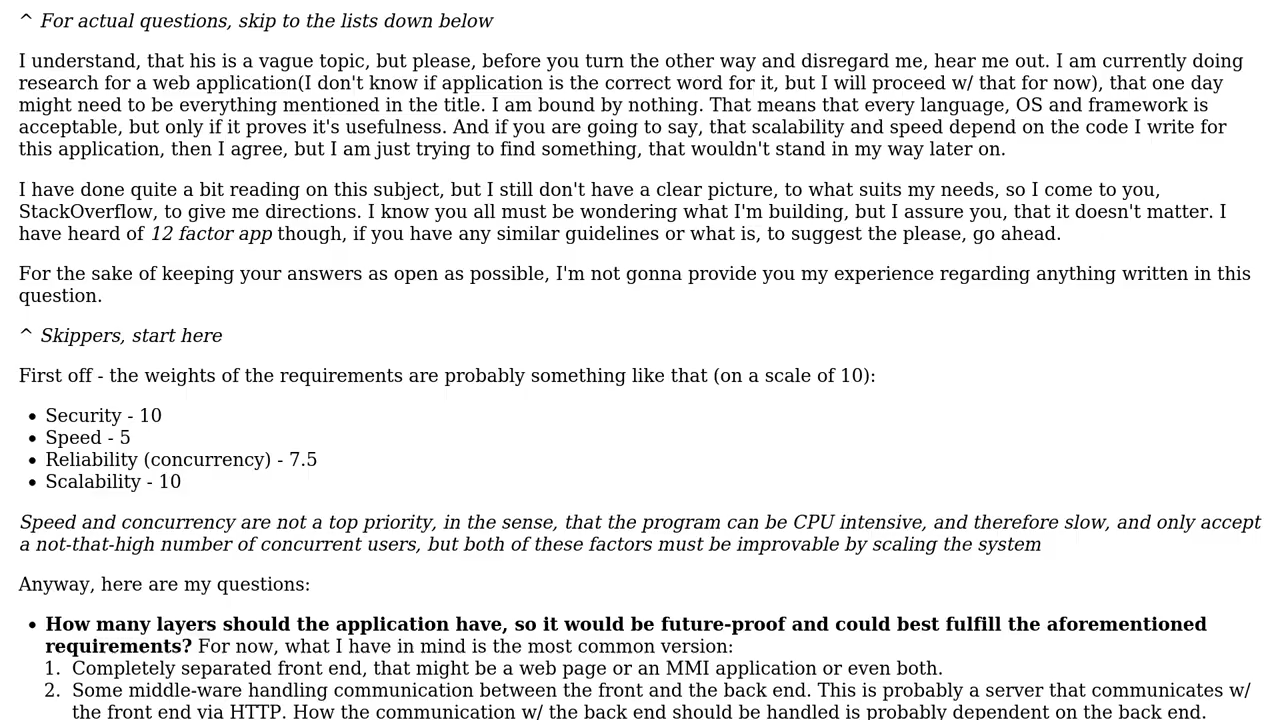 ^ For actual questions, skip to the lists down below
I understand, that his is a vague topic, but please, before you turn the other way and disregard me, hear me out. I am currently doing
research for a web application(I don't know if application is the correct word for it, but I will proceed w/ that for now), that one day
might need to be everything mentioned in the title. I am bound by nothing. That means that every language, OS and framework is
acceptable, but only if it proves it's usefulness. And if you are going to say, that scalability and speed depend on the code I write for
this application, then I agree, but I am just trying to find something, that wouldn't stand in my way later on.
I have done quite a bit reading on this subject, but I still don't have a clear picture, to what suits my needs, so I come to you,
StackOverflow, to give me directions. I know you all must be wondering what I'm building, but I assure you, that it doesn't matter. I
have heard of 12 factor app though, if you have any similar guidelines or what is, to suggest the please, go ahead.
For the sake of keeping your answers as open as possible, I'm not gonna provide you my experience regarding anything written in this
question.
^ Skippers, start here
First off - the weights of the requirements are probably something like that (on a scale of 10):
• Security - 10
• Speed - 5
• Reliability (concurrency) - 7.5
• Scalability - 10
Speed and concurrency are not a top priority, in the sense, that the program can be CPU intensive, and therefore slow, and only accept
a not-that-high number of concurrent users, but both of these factors must be improvable by scaling the system
Anyway, here are my questions:
• How many layers should the application have, so it would be future-proof and could best fulfill the aforementioned
requirements? For now, what I have in mind is the most common version:
1. Completely separated front end, that might be a web page or an MMI application or even both.
2. Some middle-ware handling communication between the front and the back end. This is probably a server that communicates w/
the front end via HTTP. How the communication w/ the back end should be handled is probably dependent on the back end.